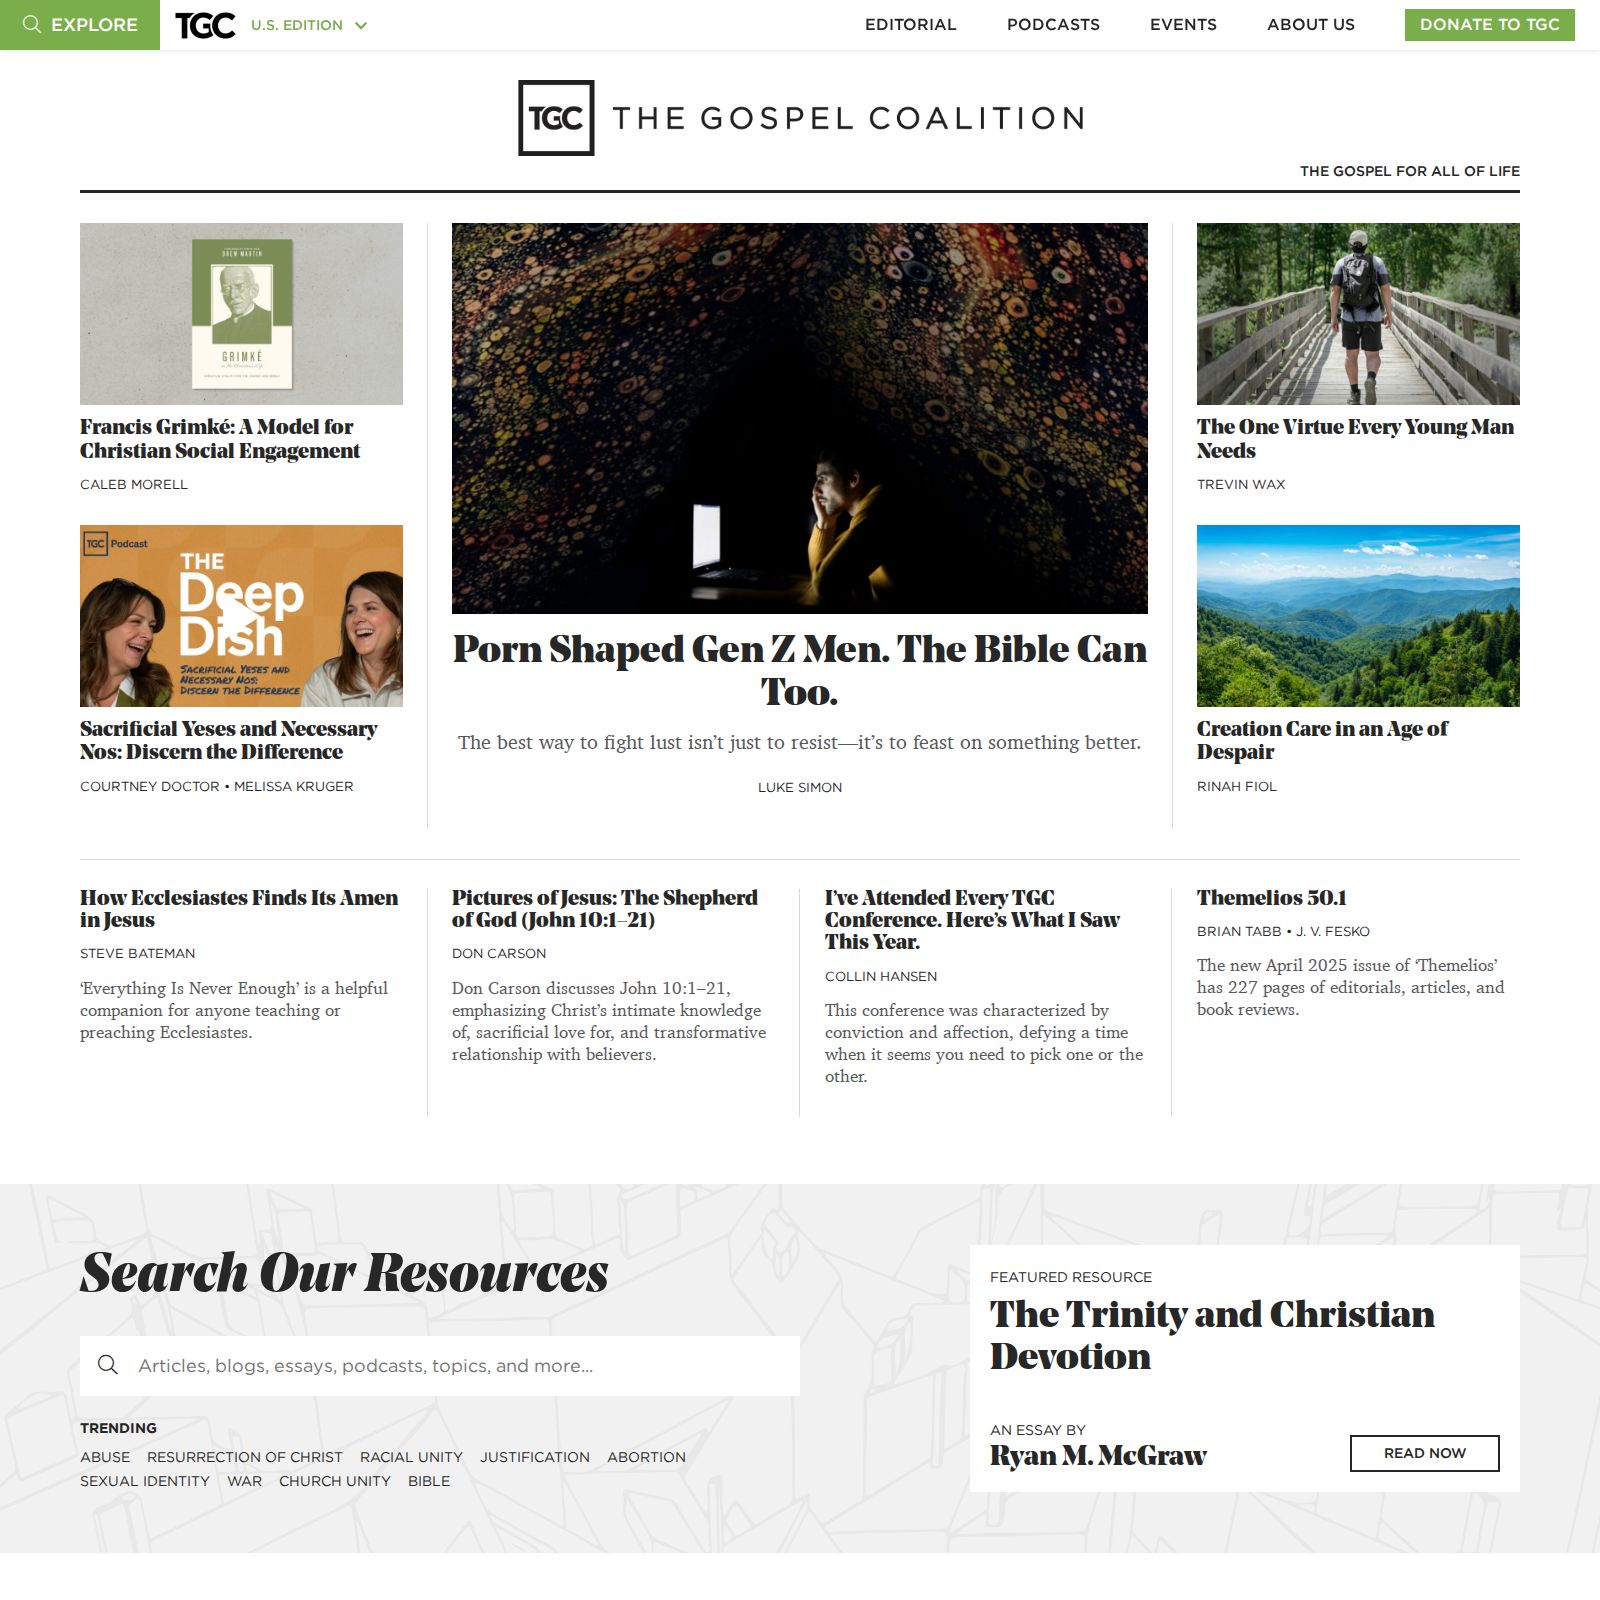 EXPLORE
TGC
U.S. EDITION
EDITORIAL
PODCASTS
EVENTS
ABOUT US
DONATE TO TGC
TGC THE GOSPEL COALITION
THE GOSPEL FOR ALL OF LIFE
DREW MARTIN
GRIMKÉ
Francis Grimké: A Model for
Christian Social Engagement
CALEB MORELL
TGC Podcast
THE
Deep
Dish
SACRIFICIAL YESES AND
NECESSARY NOS:
DISCERN THE DIFFERENCE
Sacrificial Yeses and Necessary
Nos: Discern the Difference
COURTNEY DOCTOR • MELISSA KRUGER
Porn Shaped Gen Z Men. The Bible Can
Too.
The best way to fight lust isn’t just to resist—it’s to feast on something better.
LUKE SIMON
The One Virtue Every Young Man
Needs
TREVIN WAX
Creation Care in an Age of
Despair
RINAH FIOL
How Ecclesiastes Finds Its Amen
in Jesus
STEVE BATEMAN
‘Everything Is Never Enough’ is a helpful
companion for anyone teaching or
preaching Ecclesiastes.
Pictures of Jesus: The Shepherd
of God (John 10:1–21)
DON CARSON
Don Carson discusses John 10:1–21,
emphasizing Christ’s intimate knowledge
of, sacrificial love for, and transformative
relationship with believers.
I’ve Attended Every TGC
Conference. Here’s What I Saw
This Year.
COLLIN HANSEN
This conference was characterized by
conviction and affection, defying a time
when it seems you need to pick one or the
other.
Themelios 50.1
BRIAN TABB • J. V. FESKO
The new April 2025 issue of ‘Themelios’
has 227 pages of editorials, articles, and
book reviews.
Search Our Resources
Articles, blogs, essays, podcasts, topics, and more...
TRENDING
ABUSE RESURRECTION OF CHRIST RACIAL UNITY JUSTIFICATION ABORTION
SEXUAL IDENTITY WAR CHURCH UNITY BIBLE
FEATURED RESOURCE
The Trinity and Christian
Devotion
AN ESSAY BY
Ryan M. McGraw
READ NOW